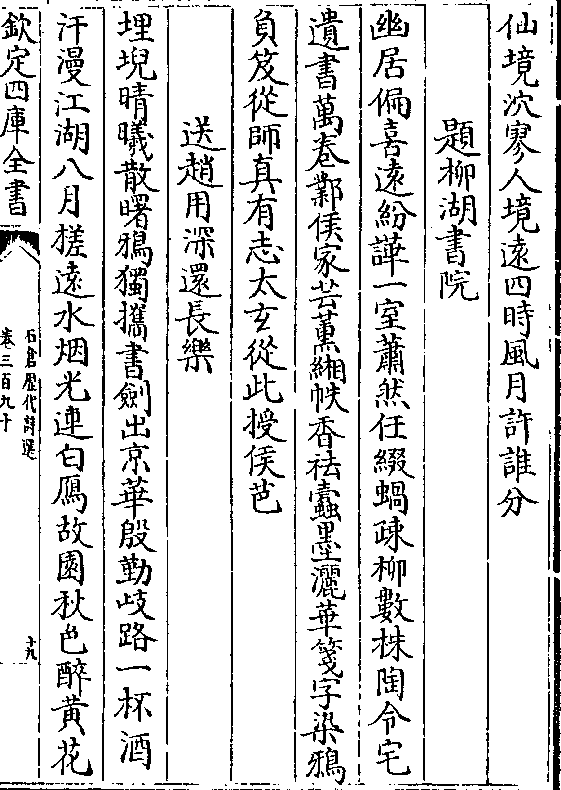 仙境泬寥人境遠四時風月許誰分
題柳湖書院
幽居偏喜遠紛譁一室蕭然任綴蝸疎柳數株陶令宅
遺書萬卷鄴侯家芸薰緗帙香祛蠧墨灑華箋字染鴉
負笈從師真有志太玄從此授侯芭
送趙用深還長樂
埋堄晴曦散曙鴉獨攜書劒出京華殷勤歧路一杯酒
汗漫江湖八月槎遠水烟光連白鴈故園秋色醉黃花
欽定四庫全書
石倉歷代詩選
卷三百九十
十九